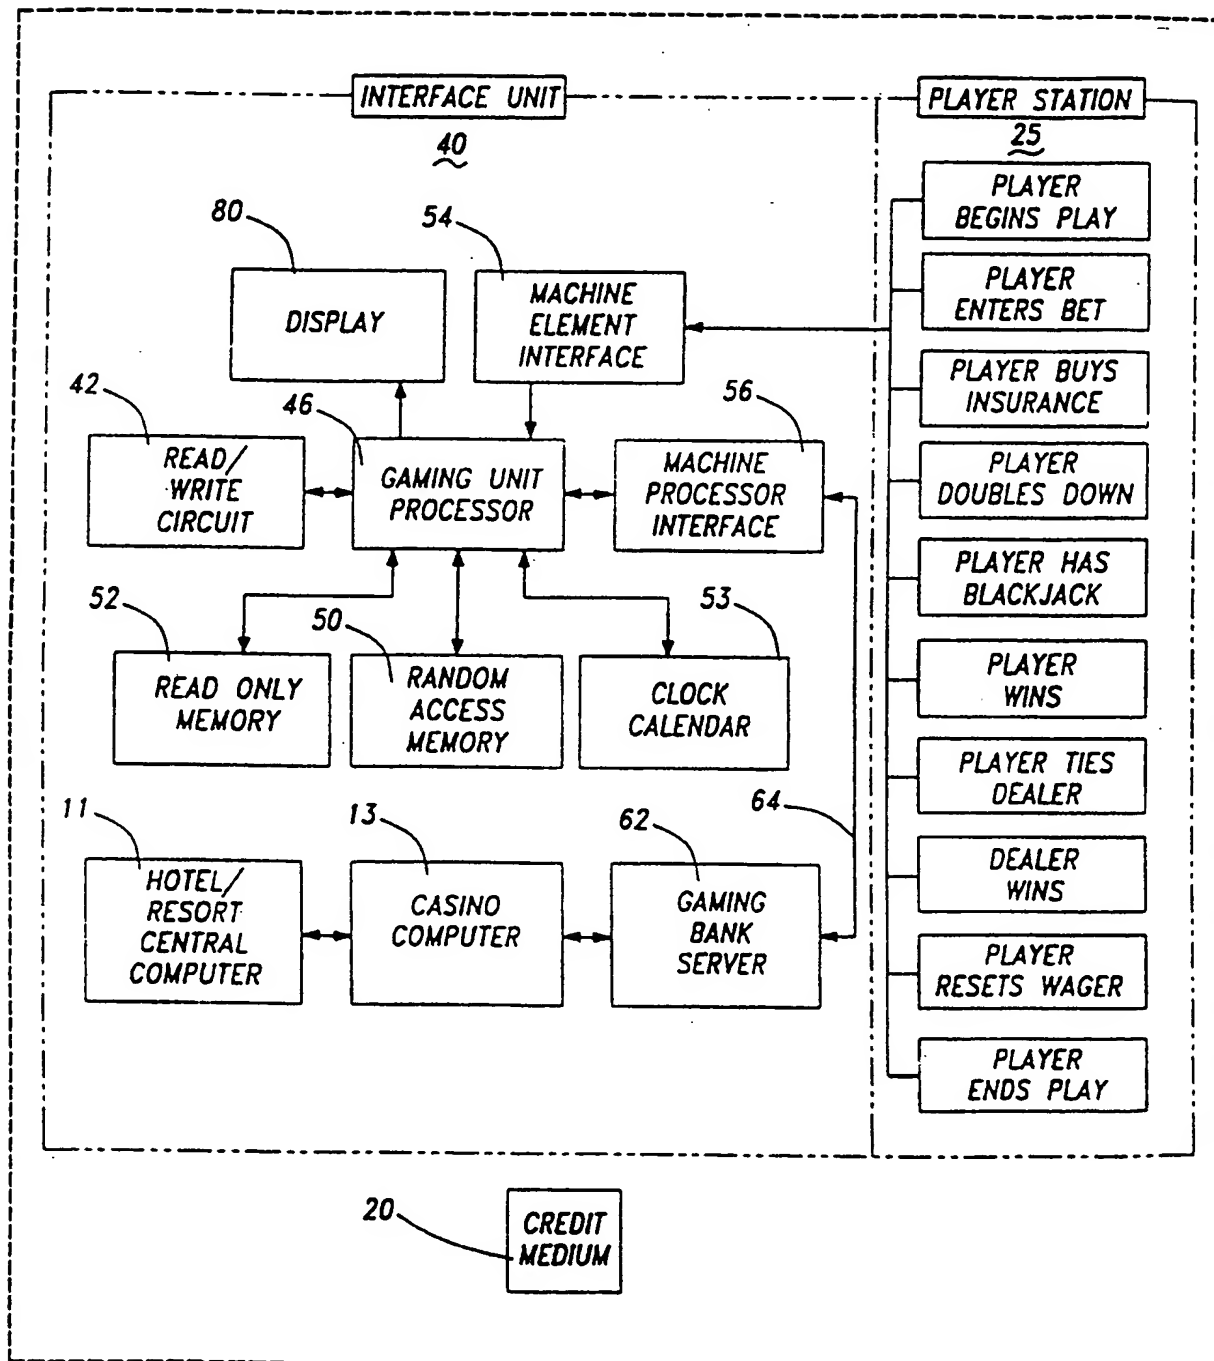 INTERFACE UNIT
40
PLAYER STATION
25
80
DISPLAY
54
MACHINE
ELEMENT
INTERFACE
42
READ/
WRITE
CIRCUIT
46
GAMING UNIT
PROCESSOR
56
MACHINE
PROCESSOR
INTERFACE
52
READ ONLY
MEMORY
50
RANDOM
ACCESS
MEMORY
53
CLOCK
CALENDAR
11
HOTEL/
RESORT
CENTRAL
COMPUTER
13
CASINO
COMPUTER
62
GAMING
BANK
SERVER
64
PLAYER
BEGINS PLAY
PLAYER
ENTERS BET
PLAYER BUYS
INSURANCE
PLAYER
DOUBLES DOWN
PLAYER HAS
BLACKJACK
PLAYER
WINS
PLAYER TIES
DEALER
DEALER
WINS
PLAYER
RESETS WAGER
PLAYER
ENDS PLAY
20
CREDIT
MEDIUM